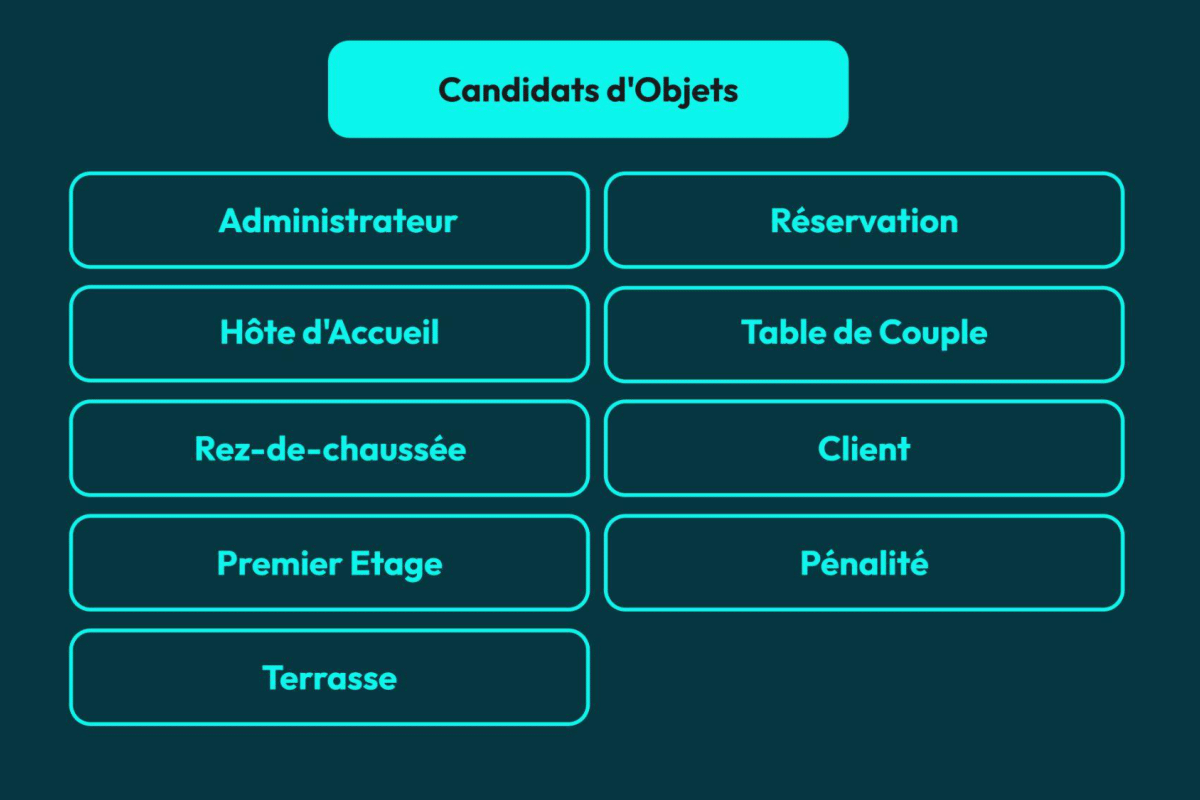 Candidats d'Objets
Administrateur
Réservation
Hôte d'Accueil
Table de Couple
Rez-de-chaussée
Client
Premier Etage
Pénalité
Terrasse